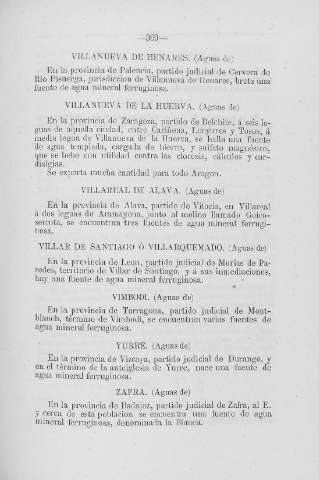 —369—
VILLANUEVA DE HENARES. (Aguas de)
En la provincia de Palencia, partido judicial de Cervera de
Rio Pisuerga, jurisdiccion de Villanueva de Henares, brota una
fuente de agua mineral ferruginosa.
VILLANUEVA DE LA HUERVA. (Aguas de)
En la provincia de Zaragoza, partido de Belchite, á seis le-
guas de aquella ciudad, entre Cariñena, Longares y Tosos, á
media legua de Villanueva de la Huerva, se halla una fuente
de agua templada, cargada de hierro, y sulfato magnésico,
que se bebe con utilidad contra las clorosis, cálculos y car-
dialgias.
Se exporta mucha cantidad para todo Aragon.
VILLAREAL DE ALAVA. (Aguas de)
En la provincia de Alava, partido de Vitoria, en Villareal
á dos leguas de Aramayona, junto al molino llamado Goico-
serrota, se encuentran tres fuentes de agua mineral ferrugi-
nosa.
VILLAR DE SANTIAGO Ó VILLARQUEMADO. (Aguas de)
En la provincia de Leon, partido judicial de Murias de Pa-
redes, territorio de Villar de Santiago, y á sus inmediaciones,
hay una fuente de agua mineral ferruginosa.
VIMBODI. (Aguas de)
En la provincia de Tarragona, partido judicial de Mont-
blanch, término de Vimbodi, se encuentran varias fuentes de
agua mineral ferruginosa.
YURRE. (Aguas de)
En la provincia de Vizcaya, partido judicial de Durango, y
en el término de la anteiglesia de Yurre, nace una fuente de
agua mineral ferruginosa.
ZAFRA. (Aguas de)
En la provincia de Badajoz, partido judicial de Zafra, al E.
y cerca de esta poblacion se encuentra una fuente de agua
mineral ferruginosa, denominada la Blanca.